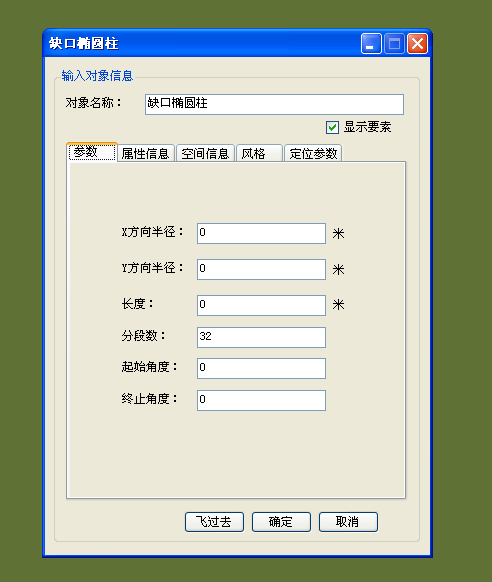 缺口椭圆柱
输入对象信息
对象名称： 缺口椭圆柱
显示要素
参数 属性信息 空间信息 风格 定位参数
X方向半径： 0 米
Y方向半径： 0 米
长度： 0 米
分段数： 32
起始角度： 0
终止角度： 0
飞过去 确定 取消